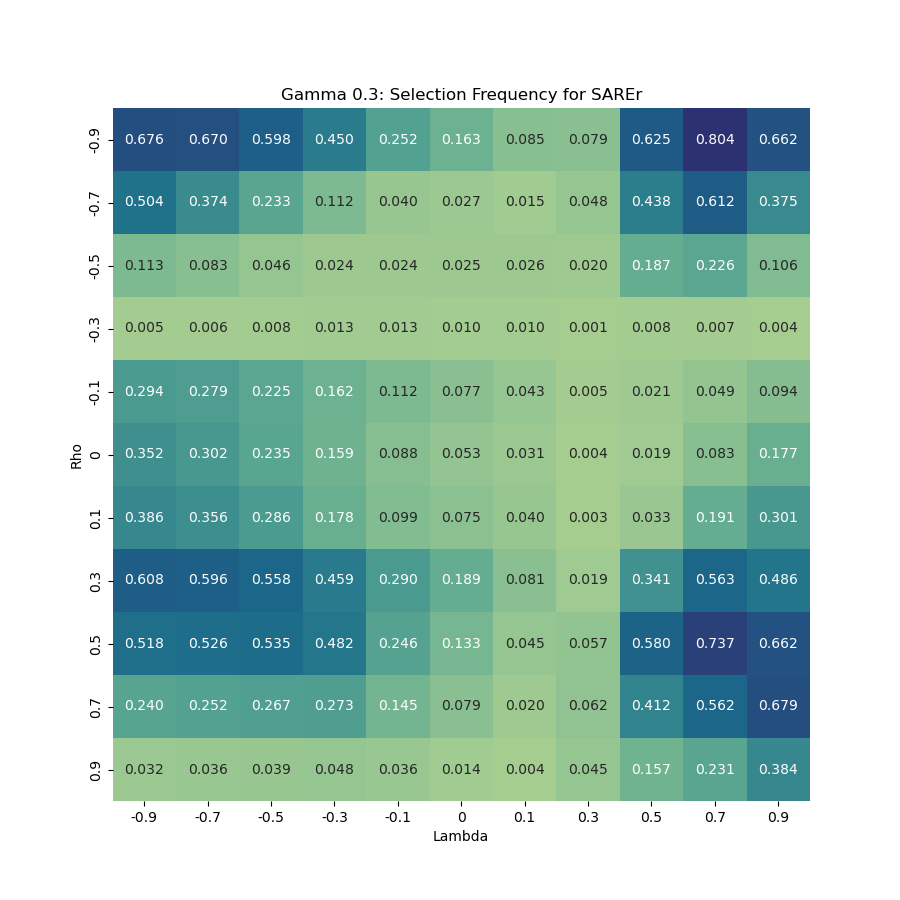 Gamma 0.3: Selection Frequency for SAREr
-0.9 0.676 0.670 0.598 0.450 0.252 0.163 0.085 0.079 0.625 0.804 0.662
-0.7 0.504 0.374 0.233 0.112 0.040 0.027 0.015 0.048 0.438 0.612 0.375
-0.5 0.113 0.083 0.046 0.024 0.024 0.025 0.026 0.020 0.187 0.226 0.106
-0.3 0.005 0.006 0.008 0.013 0.013 0.010 0.010 0.001 0.008 0.007 0.004
-0.1 0.294 0.279 0.225 0.162 0.112 0.077 0.043 0.005 0.021 0.049 0.094
Rho
0 0.352 0.302 0.235 0.159 0.088 0.053 0.031 0.004 0.019 0.083 0.177
0.1 0.386 0.356 0.286 0.178 0.099 0.075 0.040 0.003 0.033 0.191 0.301
0.3 0.608 0.596 0.558 0.459 0.290 0.189 0.081 0.019 0.341 0.563 0.486
0.5 0.518 0.526 0.535 0.482 0.246 0.133 0.045 0.057 0.580 0.737 0.662
0.7 0.240 0.252 0.267 0.273 0.145 0.079 0.020 0.062 0.412 0.562 0.679
0.9 0.032 0.036 0.039 0.048 0.036 0.014 0.004 0.045 0.157 0.231 0.384
-0.9 -0.7 -0.5 -0.3 -0.1 0 0.1 0.3 0.5 0.7 0.9
Lambda